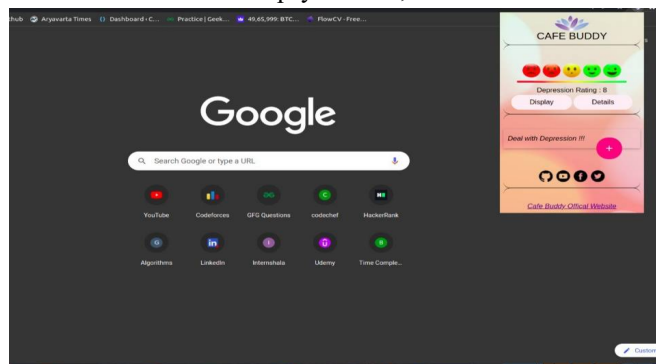 thub Aryavarta Times Dashboard - C... Practice | Geek... 49,65,999: BTC... FlowCV - Free...
CAFE BUDDY
Depression Rating : 8
Display Details
Google
Search Google or type a URL
Deal with Depression !!!
+
YouTube Codeforces GFG Questions codechef HackerRank
Cafe Buddy Offical Website
Algorithms LinkedIn Internshala Udemy Time Comple...
Custom